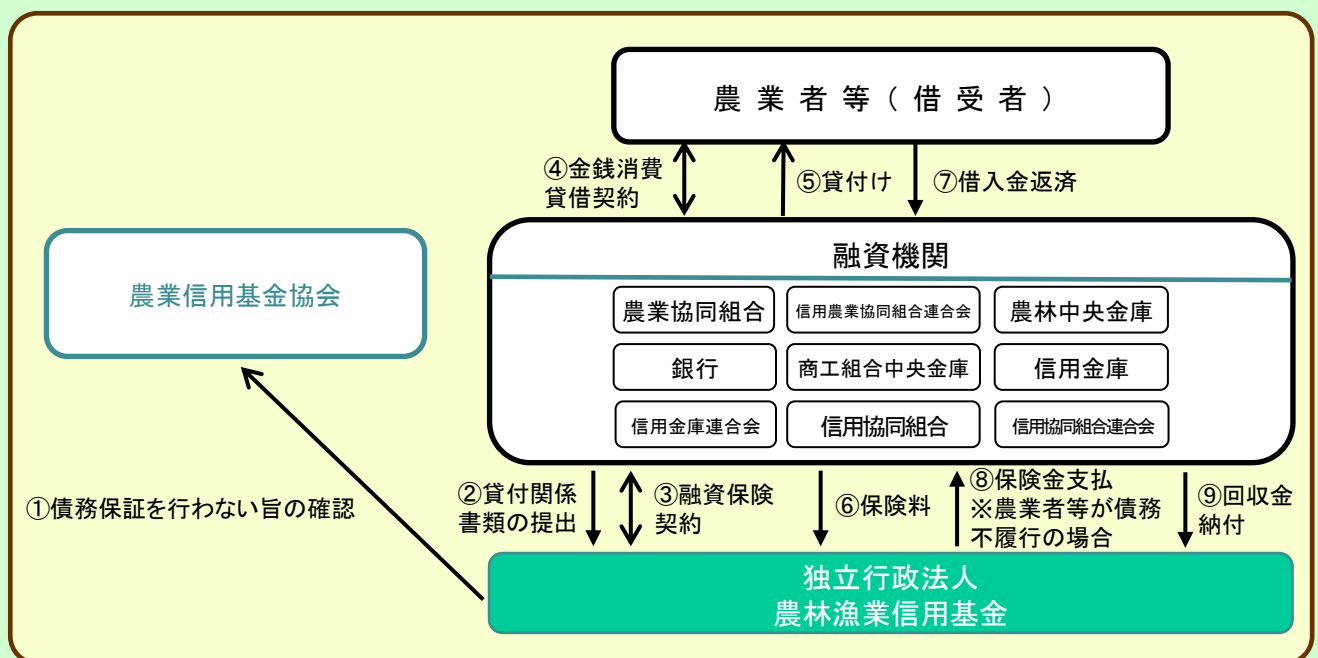 農業者等（借受者）
④金銭消費
貸借契約
⑤貸付け
⑦借入金返済
融資機関
農業信用基金協会
農業協同組合
信用農業協同組合連合会
農林中央金庫
銀行
商工組合中央金庫
信用金庫
信用金庫連合会
信用協同組合
信用協同組合連合会
①債務保証を行わない旨の確認
②貸付関係
書類の提出
③融資保険
契約
⑥保険料
⑧保険金支払
※農業者等が債務
不履行の場合
⑨回収金
納付
独立行政法人
農林漁業信用基金